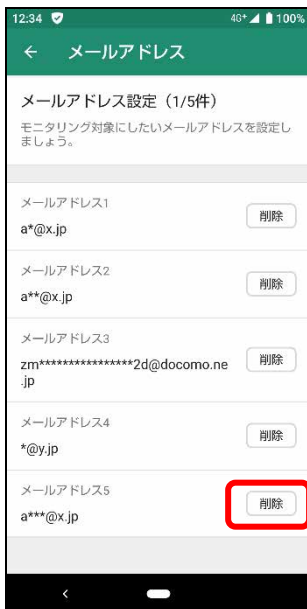 12:34 4G+ 100%
← メールアドレス
メールアドレス設定（1/5件）
モニタリング対象にしたいメールアドレスを設定し
ましょう。
メールアドレス1
a*@x.jp 削除
メールアドレス2
a**@x.jp 削除
メールアドレス3
zm****************2d@docomo.ne
.jp 削除
メールアドレス4
*@y.jp 削除
メールアドレス5
a***@x.jp 削除